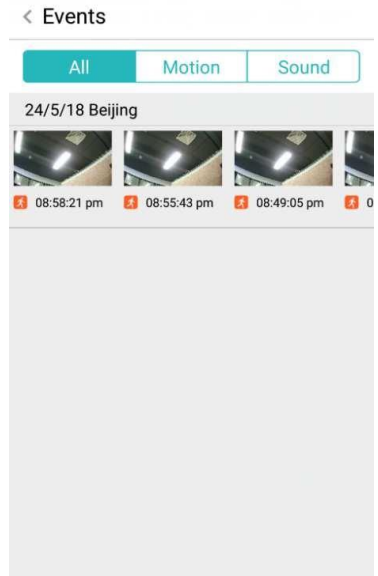 Events
All Motion Sound
24/5/18 Beijing
08:58:21 pm 08:55:43 pm 08:49:05 pm 0